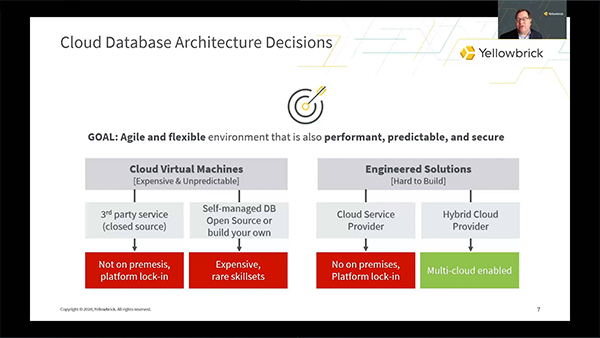 Yellowbrick
Cloud Database Architecture Decisions
Yellowbrick
GOAL: Agile and flexible environment that is also performant, predictable, and secure
Cloud Virtual Machines
[Expensive & Unpredictable]
Engineered Solutions
[Hard to Build]
3rd party service
(closed source)
Self-managed DB
Open Source or
build your own
Cloud Service
Provider
Hybrid Cloud
Provider
Not on premesis,
platform lock-in
Expensive,
rare skillsets
No on premises,
Platform lock-in
Multi-cloud enabled
Copyright © 2020, Yellowbrick. All rights reserved.
7